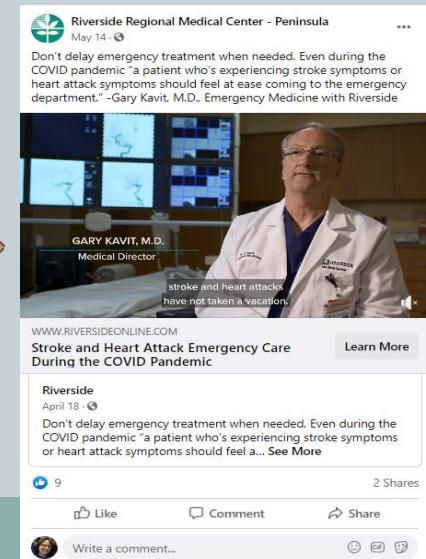 Riverside Regional Medical Center - Peninsula
May 14 ·
Don't delay emergency treatment when needed. Even during the
COVID pandemic "a patient who's experiencing stroke symptoms or
heart attack symptoms should feel at ease coming to the emergency
department." -Gary Kavit, M.D., Emergency Medicine with Riverside
GARY KAVIT, M.D.
Medical Director
stroke and heart attacks
have not taken a vacation.
WWW.RIVERSIDEONLINE.COM
Stroke and Heart Attack Emergency Care
During the COVID Pandemic
Learn More
Riverside
April 18 ·
Don't delay emergency treatment when needed. Even during the
COVID pandemic "a patient who's experiencing stroke symptoms
or heart attack symptoms should feel a... See More
9
2 Shares
Like
Comment
Share
Write a comment...
GIF